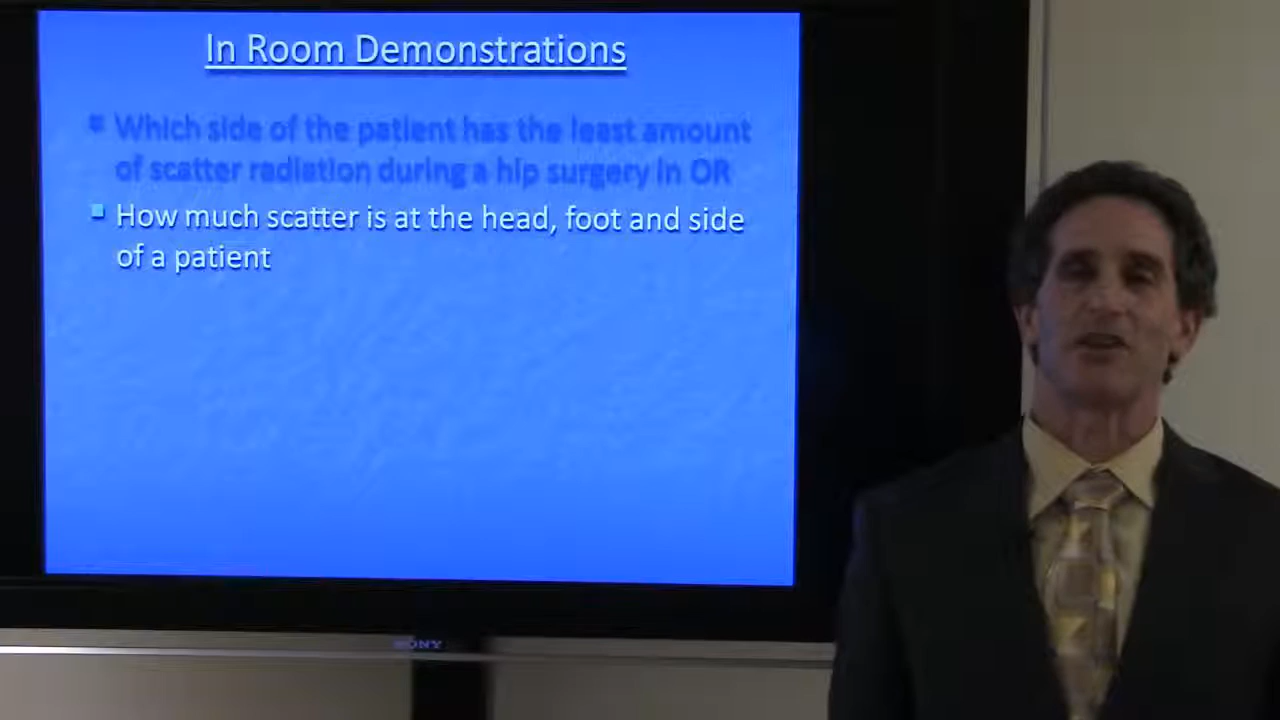 In Room Demonstrations
Which side of the patient has the least amount
of scatter radiation during a hip surgery in OR
How much scatter is at the head, foot and side
of a patient
SONY